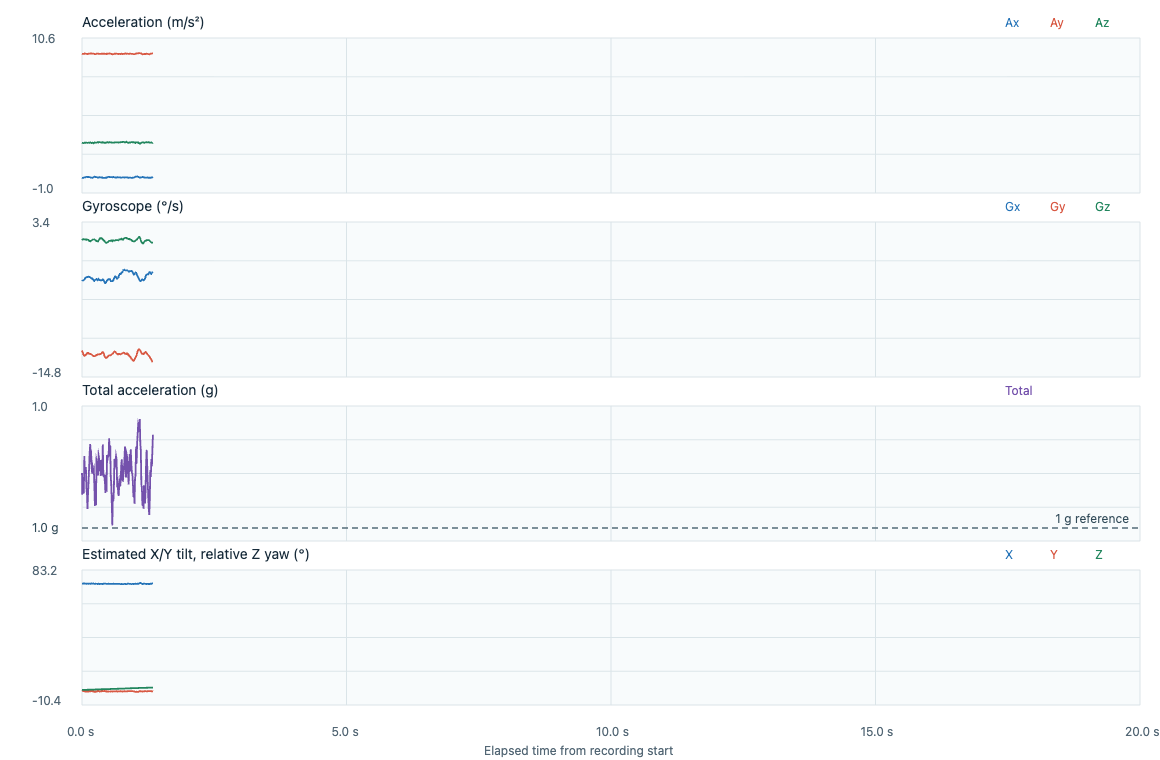 Acceleration (m/s²) Ax Ay Az
10.6
-1.0
Gyroscope (°/s) Gx Gy Gz
3.4
-14.8
Total acceleration (g) Total
1.0
1 g reference
1.0 g
Estimated X/Y tilt, relative Z yaw (°) X Y Z
83.2
-10.4
0.0 s 5.0 s 10.0 s 15.0 s 20.0 s
Elapsed time from recording start